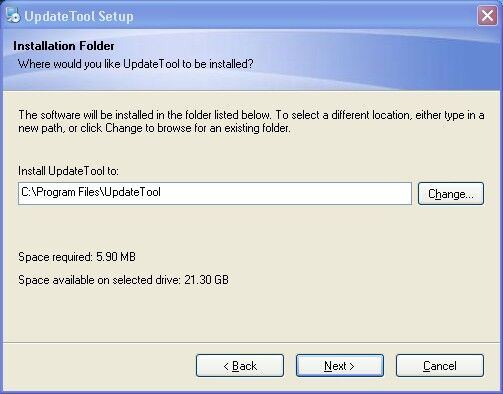 UpdateTool Setup
Installation Folder
Where would you like UpdateTool to be installed?
The software will be installed in the folder listed below. To select a different location, either type in a
new path, or click Change to browse for an existing folder.
Install UpdateTool to:
C:\Program Files\UpdateTool
Change...
Space required: 5.90 MB
Space available on selected drive: 21.30 GB
< Back
Next >
Cancel